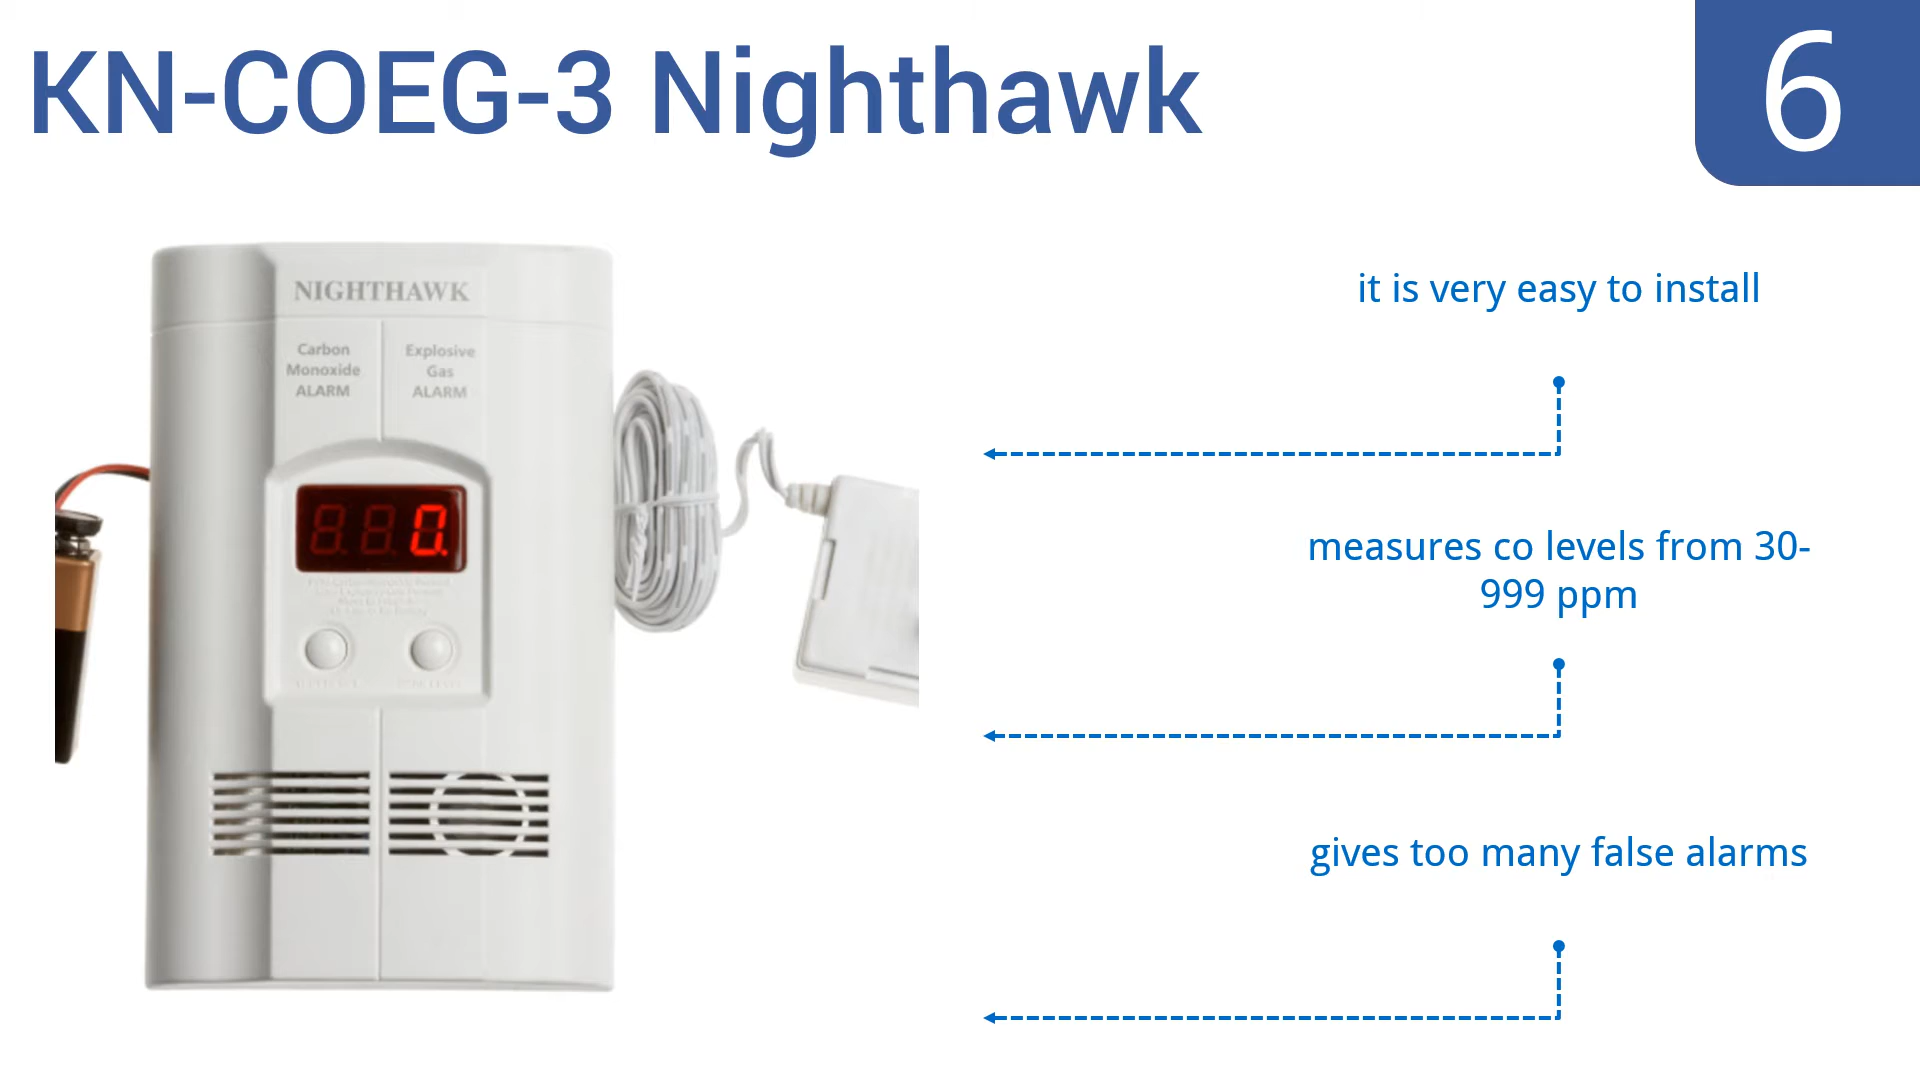 KN-COEG-3 Nighthawk
6
NIGHTHAWK
Carbon
Monoxide
ALARM
Explosive
Gas
ALARM
0.
it is very easy to install
measures co levels from 30-
999 ppm
gives too many false alarms